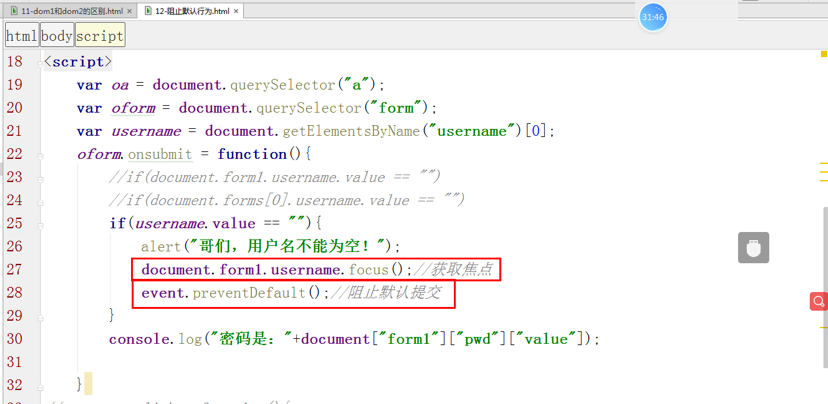 11-dom1和dom2的区别.html
12-阻止默认行为.html
31:46
html body script
18 <script>
19 var oa = document.querySelector("a");
20 var oform = document.querySelector("form");
21 var username = document.getElementsByName("username")[0];
22 oform.onsubmit = function(){
23 //if(document.form1.username.value == "")
24 //if(document.forms[0].username.value == "")
25 if(username.value == ""){
26 alert("哥们，用户名不能为空！");
27 document.form1.username.focus();//获取焦点
28 event.preventDefault();//阻止默认提交
29 }
30 console.log("密码是："+document["form1"]["pwd"]["value"]);
31
32 }